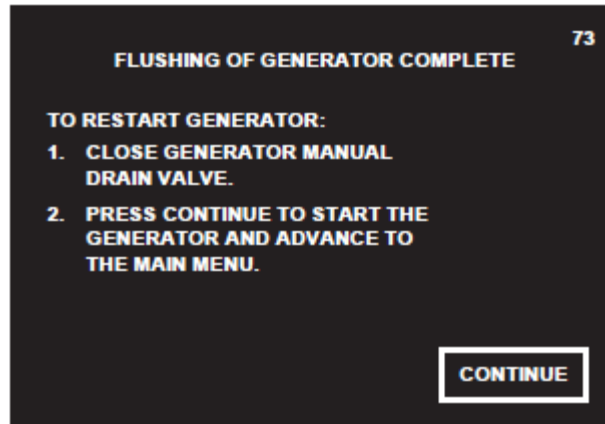 73
FLUSHING OF GENERATOR COMPLETE
TO RESTART GENERATOR:
1. CLOSE GENERATOR MANUAL
DRAIN VALVE.
2. PRESS CONTINUE TO START THE
GENERATOR AND ADVANCE TO
THE MAIN MENU.
CONTINUE